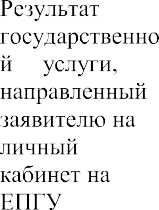 Результат
государственно
й услуги,
направленный
заявителю на
личный
кабинет на
ЕПГУ